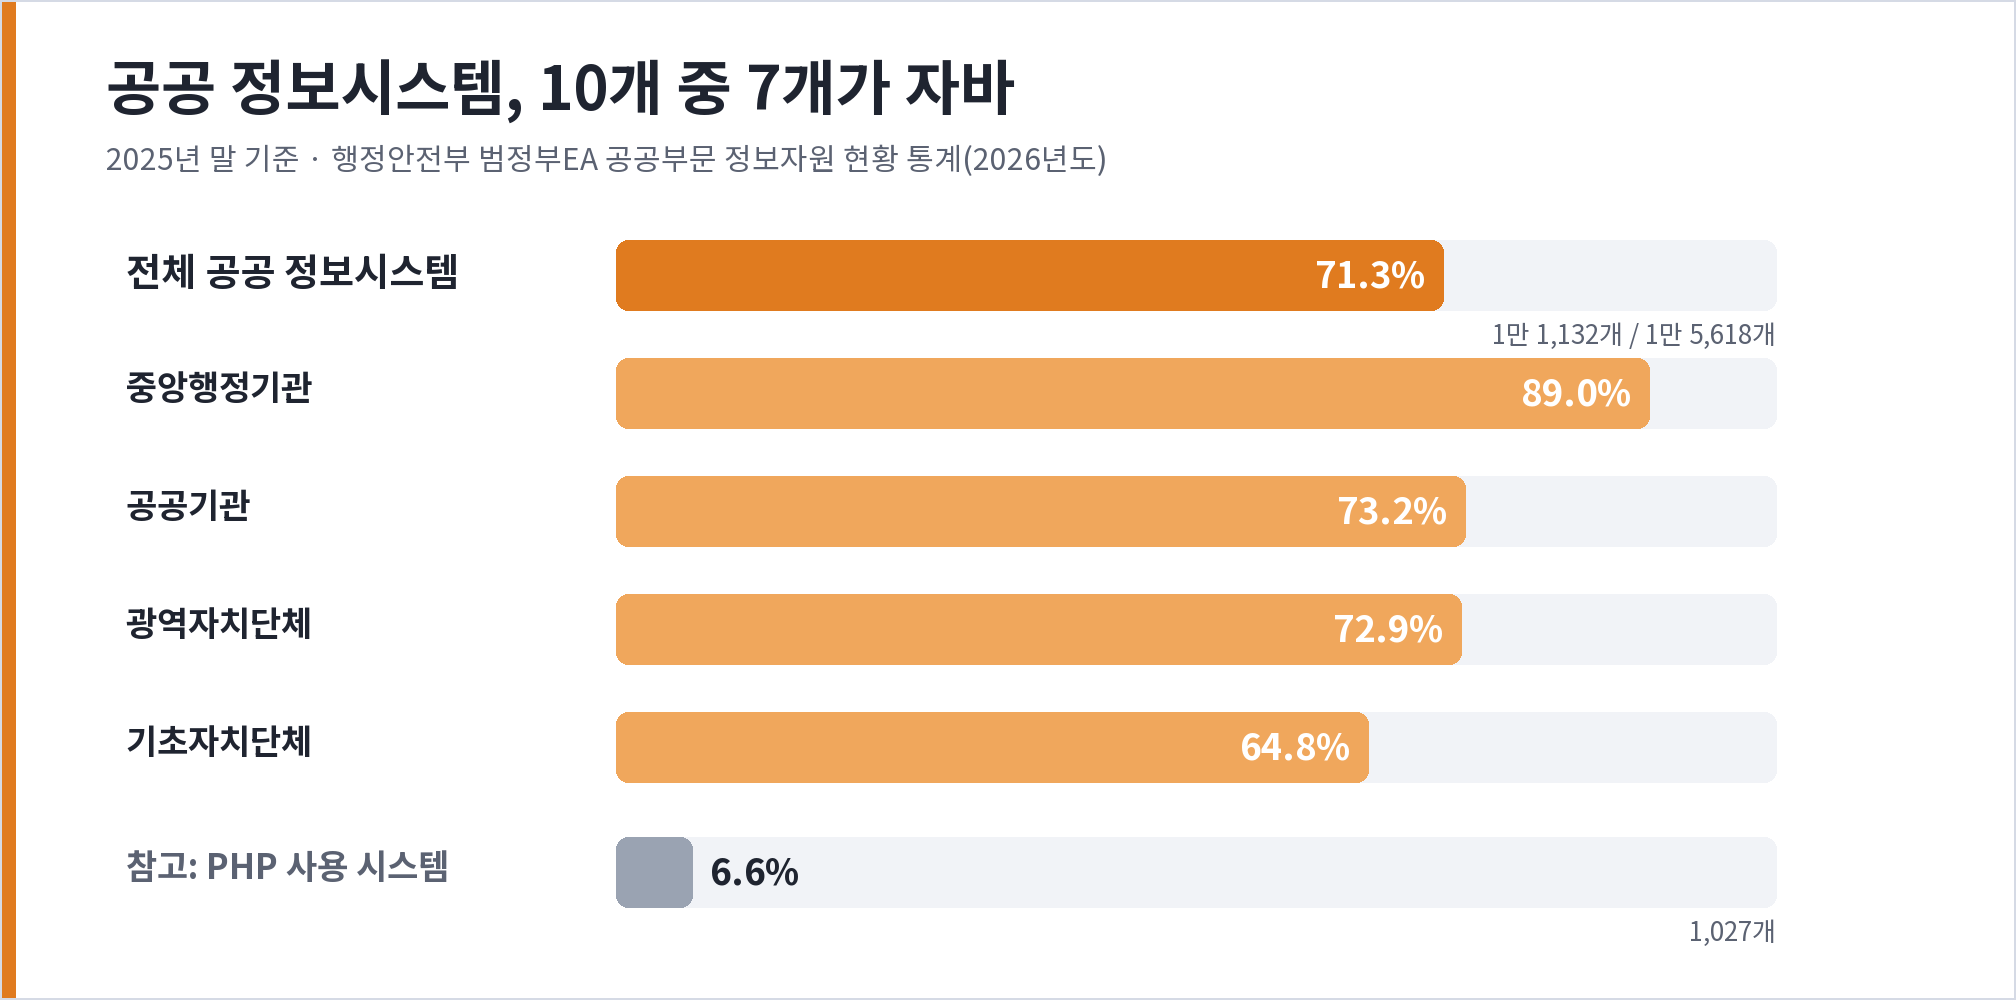 공공 정보시스템, 10개 중 7개가 자바
2025년 말 기준 · 행정안전부 범정부EA 공공부문 정보자원 현황 통계(2026년도)
전체 공공 정보시스템 71.3%
1만 1,132개 / 1만 5,618개
중앙행정기관 89.0%
공공기관 73.2%
광역자치단체 72.9%
기초자치단체 64.8%
참고: PHP 사용 시스템 6.6%
1,027개